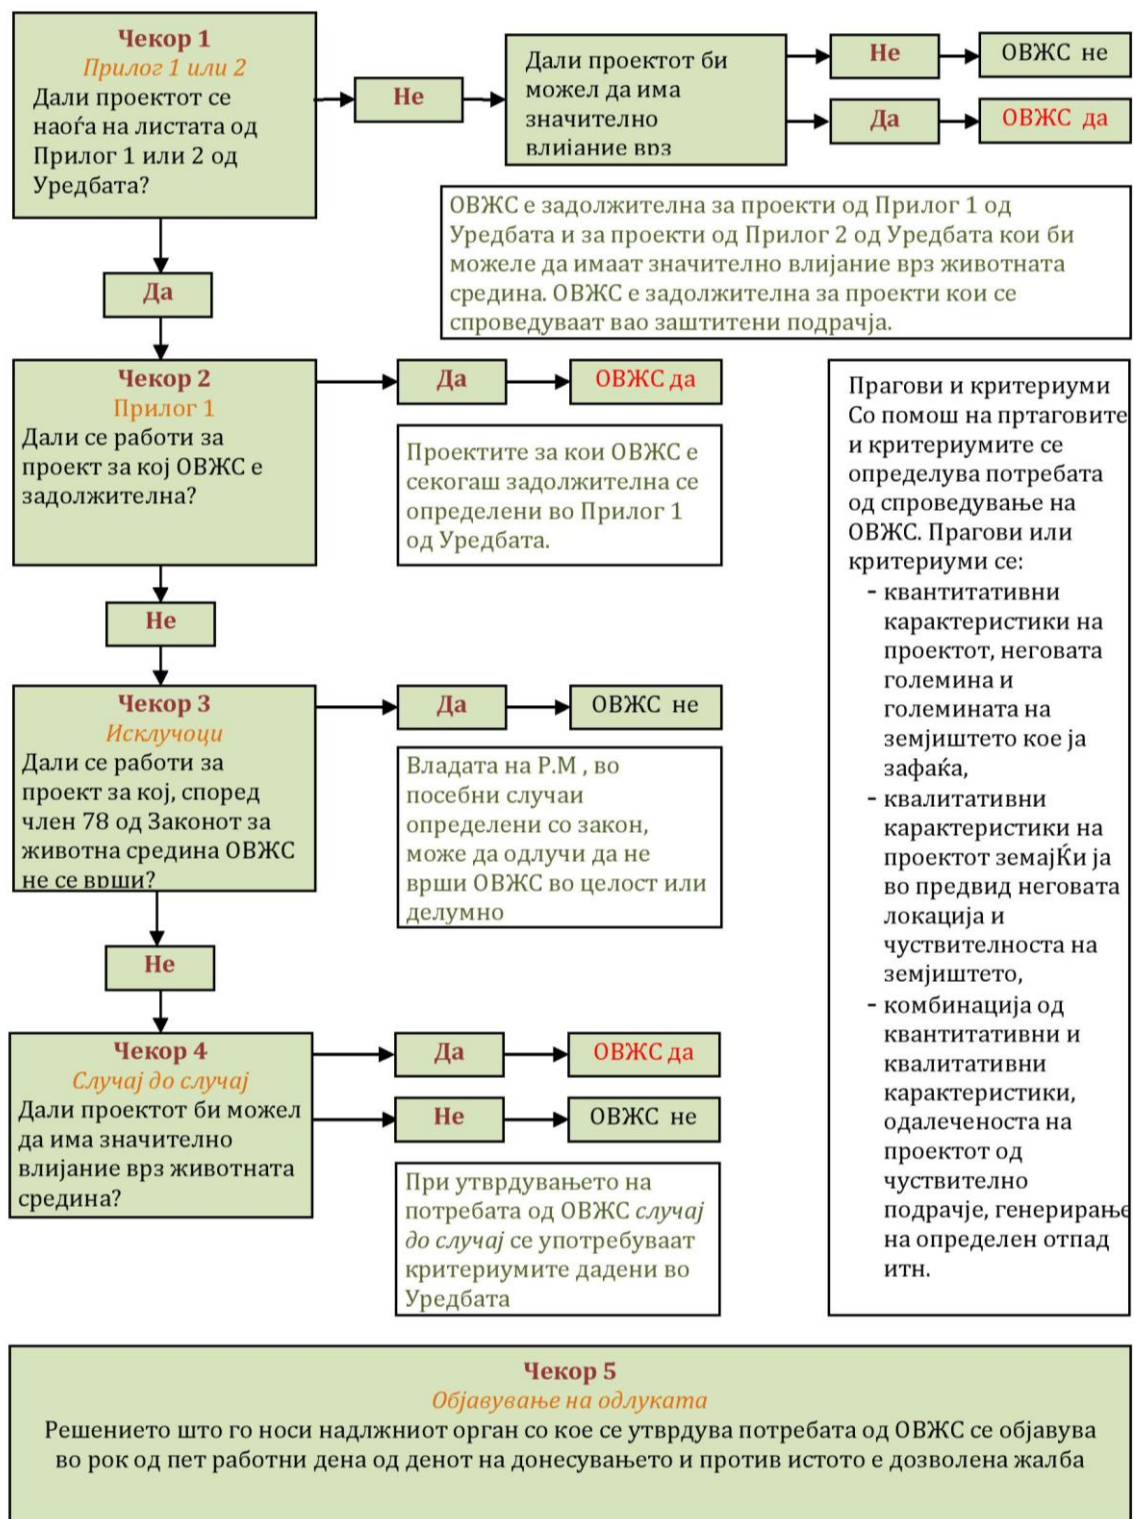 Чекор 1
Прилог 1 или 2
Дали проектот се
наоѓа на листата од
Прилог 1 или 2 од
Уредбата?
Не
Дали проектот би
можел да има
значително
влијание врз
Не
ОВЖС не
Да
ОВЖС да
ОВЖС е задолжителна за проекти од Прилог 1 од
Уредбата и за проекти од Прилог 2 од Уредбата кои би
можеле да имаат значително влијание врз животната
средина. ОВЖС е задолжителна за проекти кои се
спроведуваат вао заштитени подрачја.
Да
Чекор 2
Прилог 1
Дали се работи за
проект за кој ОВЖС е
задолжителна?
Да
ОВЖС да
Проектите за кои ОВЖС е
секогаш задолжителна се
определени во Прилог 1
од Уредбата.
Не
Чекор 3
Исклучоци
Дали се работи за
проект за кој, според
член 78 од Законот за
животна средина ОВЖС
не се врши?
Да
ОВЖС не
Владата на Р.М , во
посебни случаи
определени со закон,
може да одлучи да не
врши ОВЖС во целост или
делумно
Не
Чекор 4
Случај до случај
Дали проектот би можел
да има значително
влијание врз животната
средина?
Да
ОВЖС да
Не
ОВЖС не
При утврдувањето на
потребата од ОВЖС случај
до случај се употребуваат
критериумите дадени во
Уредбата
Прагови и критериуми
Со помош на пртаговите
и критериумите се
определува потребата
од спроведување на
ОВЖС. Прагови или
критериуми се:
- квантитативни
карактеристики на
проектот, неговата
големина и
големината на
земјиштето кое ја
зафаќа,
- квалитативни
карактеристики на
проектот земајЌи ја
во предвид неговата
локација и
чуствителноста на
земјиштето,
- комбинација од
квантитативни и
квалитативни
карактеристики,
одалеченоста на
проектот од
чуствително
подрачје, генерирање
на определен отпад
итн.
Чекор 5
Објавување на одлуката
Решението што го носи надлжниот орган со кое се утврдува потребата од ОВЖС се објавува
во рок од пет работни дена од денот на донесувањето и против истото е дозволена жалба